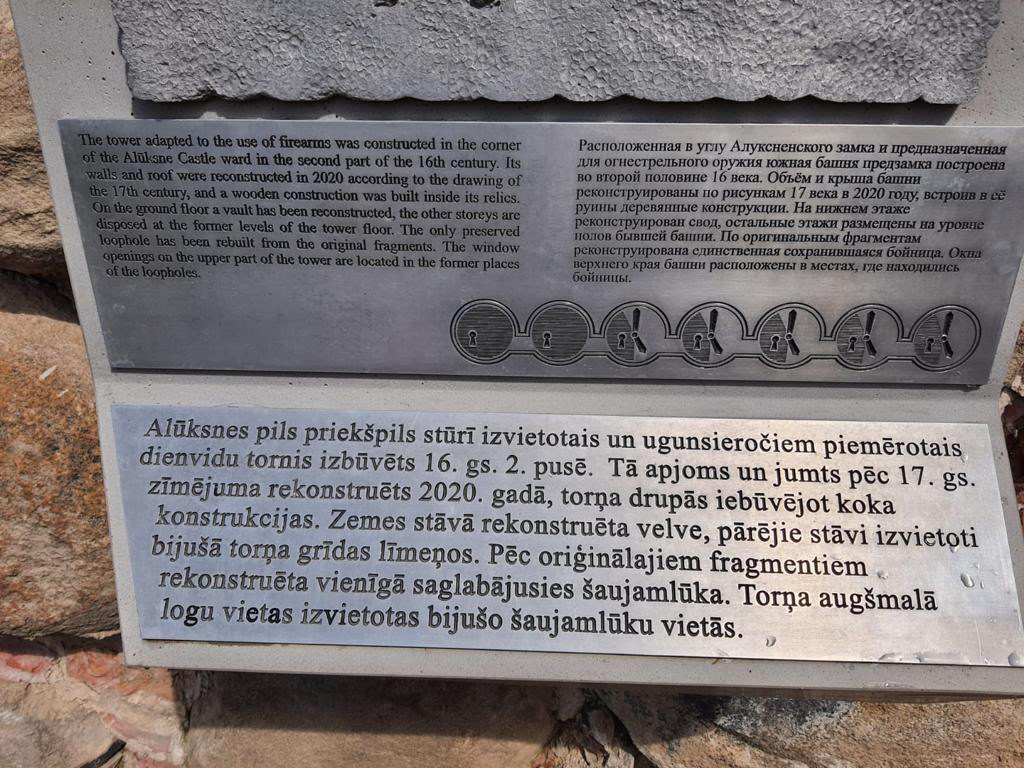 The tower adapted to the use of firearms was constructed in the corner
of the Alūksne Castle ward in the second part of the 16th century. Its
walls and roof were reconstructed in 2020 according to the drawing of
the 17th century, and a wooden construction was built inside its relics.
On the ground floor a vault has been reconstructed, the other storeys are
disposed at the former levels of the tower floor. The only preserved
loophole has been rebuilt from the original fragments. The window
openings on the upper part of the tower are located in the former places
of the loopholes.
Расположенная в углу Алуксненского замка и предназначенная
для огнестрельного оружия южная башня предзамка построена
во второй половине 16 века. Объём и крыша башни
реконструированы по рисункам 17 века в 2020 году, встроив в её
руины деревянные конструкции. На нижнем этаже
реконструирован свод, остальные этажи размещены на уровне
полов бывшей башни. По оригинальным фрагментам
реконструирована единственная сохранившаяся бойница. Окна
верхнего края башни расположены в местах, где находились
бойницы.
Alūksnes pils priekšpils stūrī izvietotais un ugunsieročiem piemērotais
dienvidu tornis izbūvēts 16. gs. 2. pusē. Tā apjoms un jumts pēc 17. gs.
zīmējuma rekonstruēts 2020. gadā, torņa drupās iebūvējot koka
konstrukcijas. Zemes stāvā rekonstruēta velve, pārējie stāvi izvietoti
bijušā torņa grīdas līmeņos. Pēc oriģinālajiem fragmentiem
rekonstruēta vienīgā saglabājusies šaujamlūka. Torņa augšmalā
logu vietas izvietotas bijušo šaujamlūku vietās.